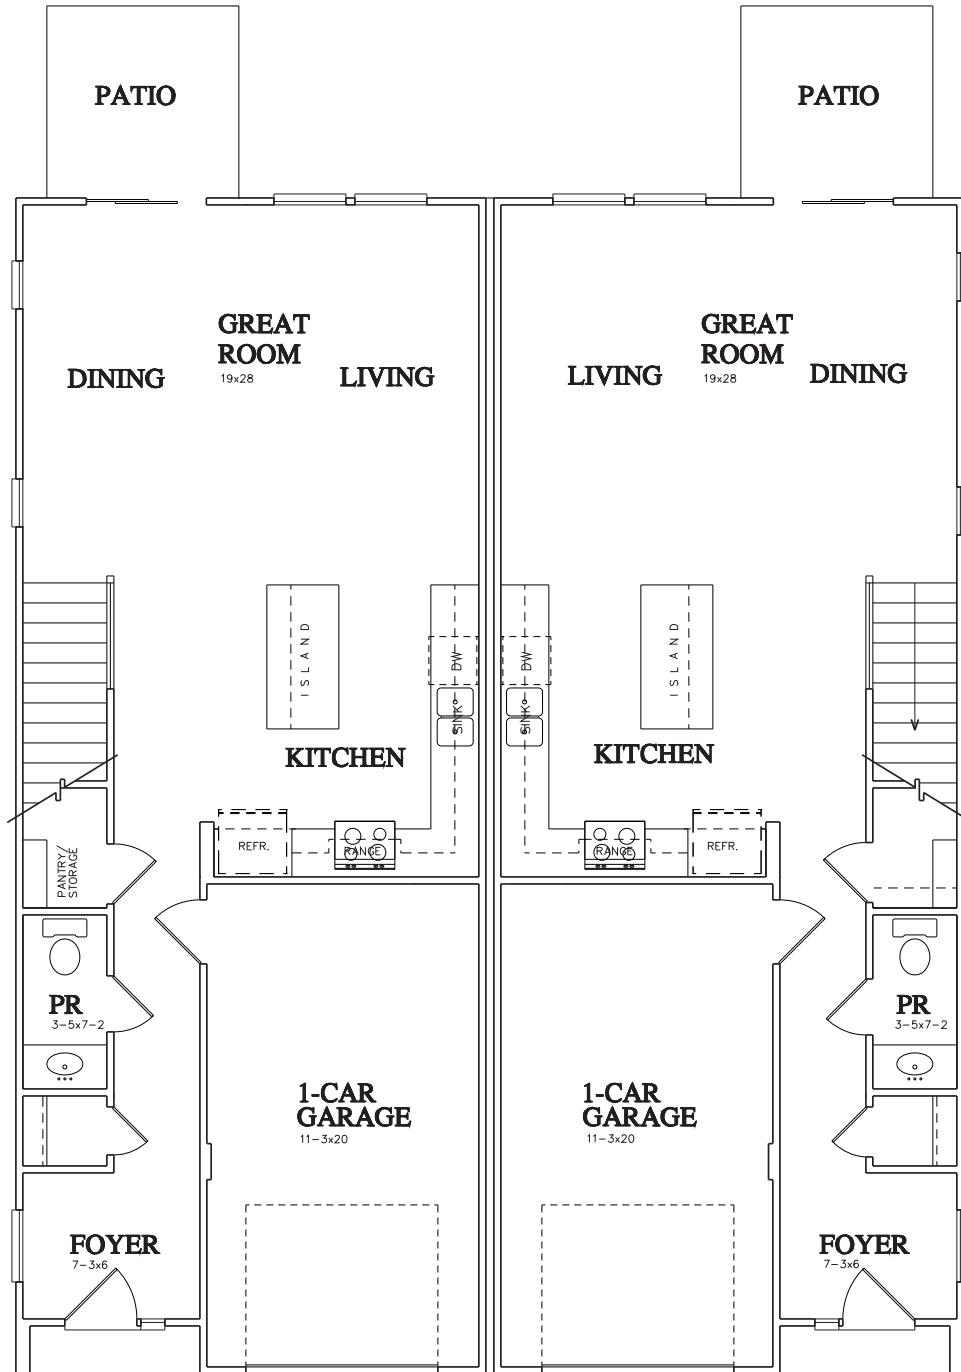 PATIO
PATIO
GREAT
ROOM
19x28
DINING
LIVING
GREAT
ROOM
19x28
LIVING
DINING
ISLAND
DW
SINK
DW
SINK
ISLAND
KITCHEN
KITCHEN
REFR.
RANGE
RANGE
REFR.
PANTRY/
STORAGE
PR
3-5x7-2
PR
3-5x7-2
1-CAR
GARAGE
11-3x20
1-CAR
GARAGE
11-3x20
FOYER
7-3x6
FOYER
7-3x6